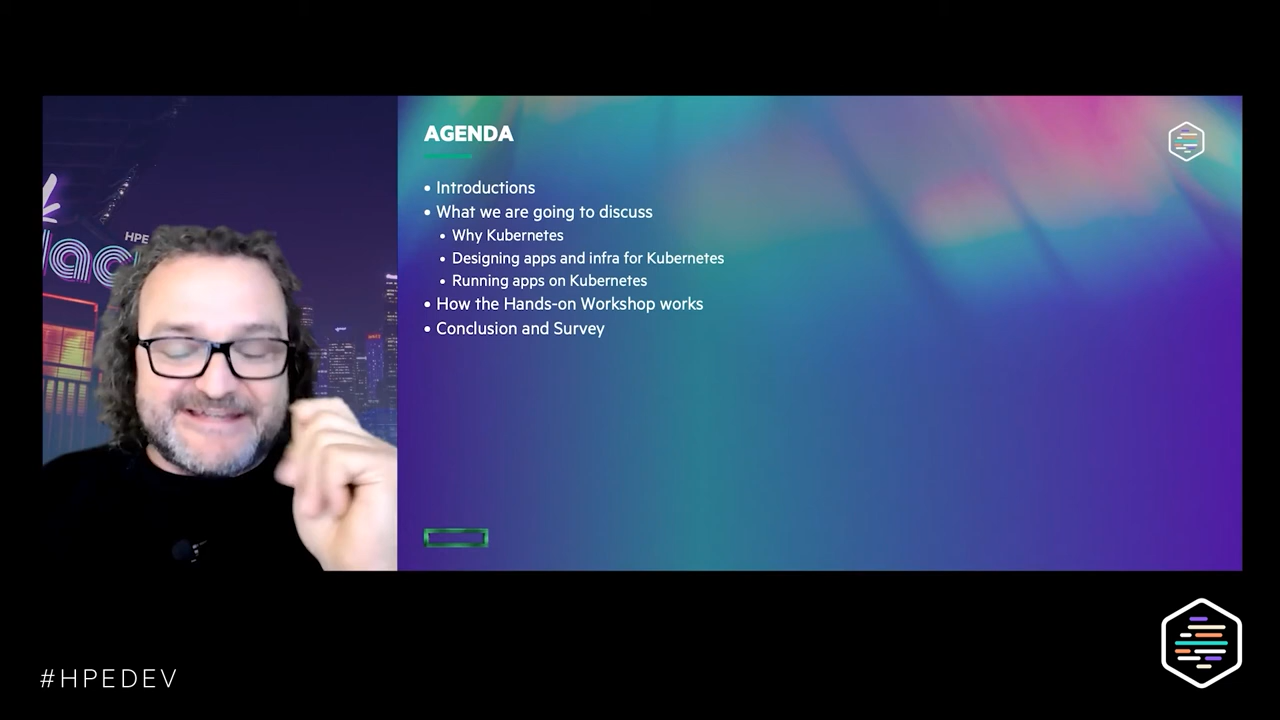 AGENDA
• Introductions
• What we are going to discuss
• Why Kubernetes
• Designing apps and infra for Kubernetes
• Running apps on Kubernetes
• How the Hands-on Workshop works
• Conclusion and Survey
HPE
#HPEDEV